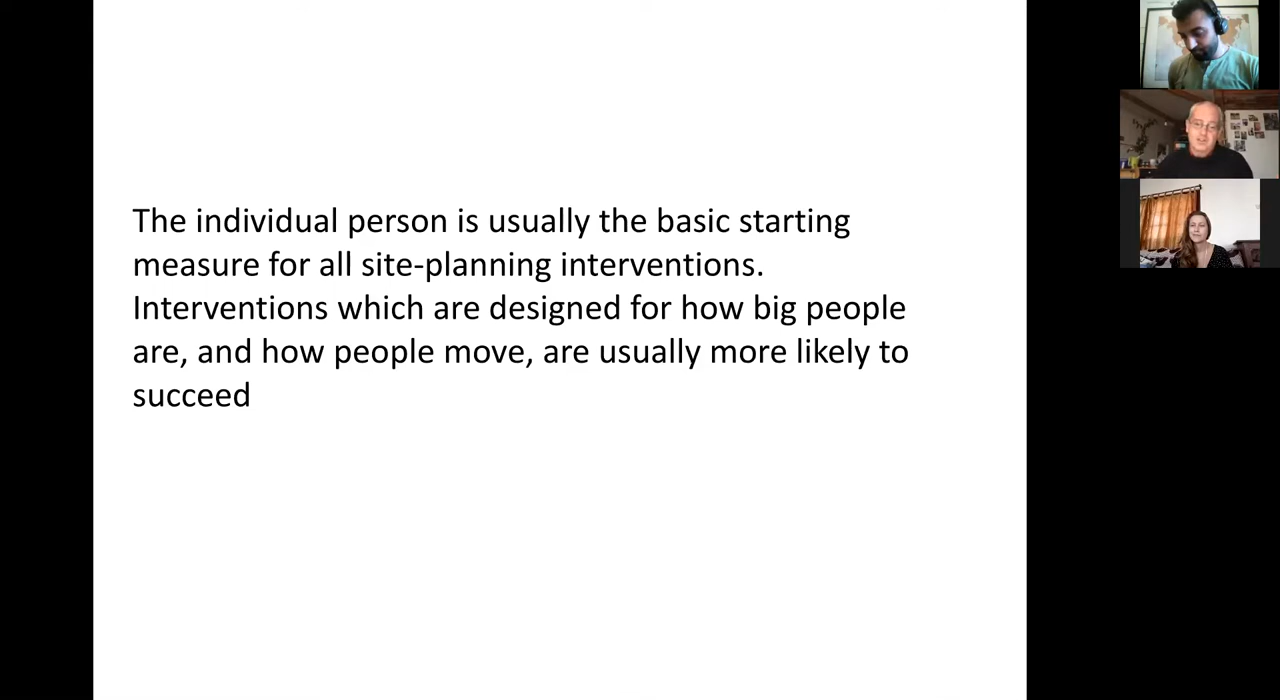 The individual person is usually the basic starting
measure for all site-planning interventions.
Interventions which are designed for how big people
are, and how people move, are usually more likely to
succeed